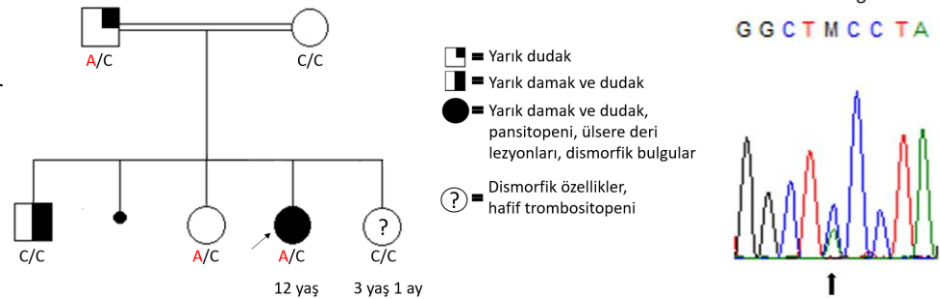 GGCTMCCTA
A/C
C/C
= Yarık dudak
= Yarık damak ve dudak
= Yarık damak ve dudak,
pansitopeni, ülsere deri
lezyonları, dismorfik bulgular
? = Dismorfik özellikler,
hafif trombositopeni
?
C/C
A/C
A/C
C/C
12 yaş
3 yaş 1 ay